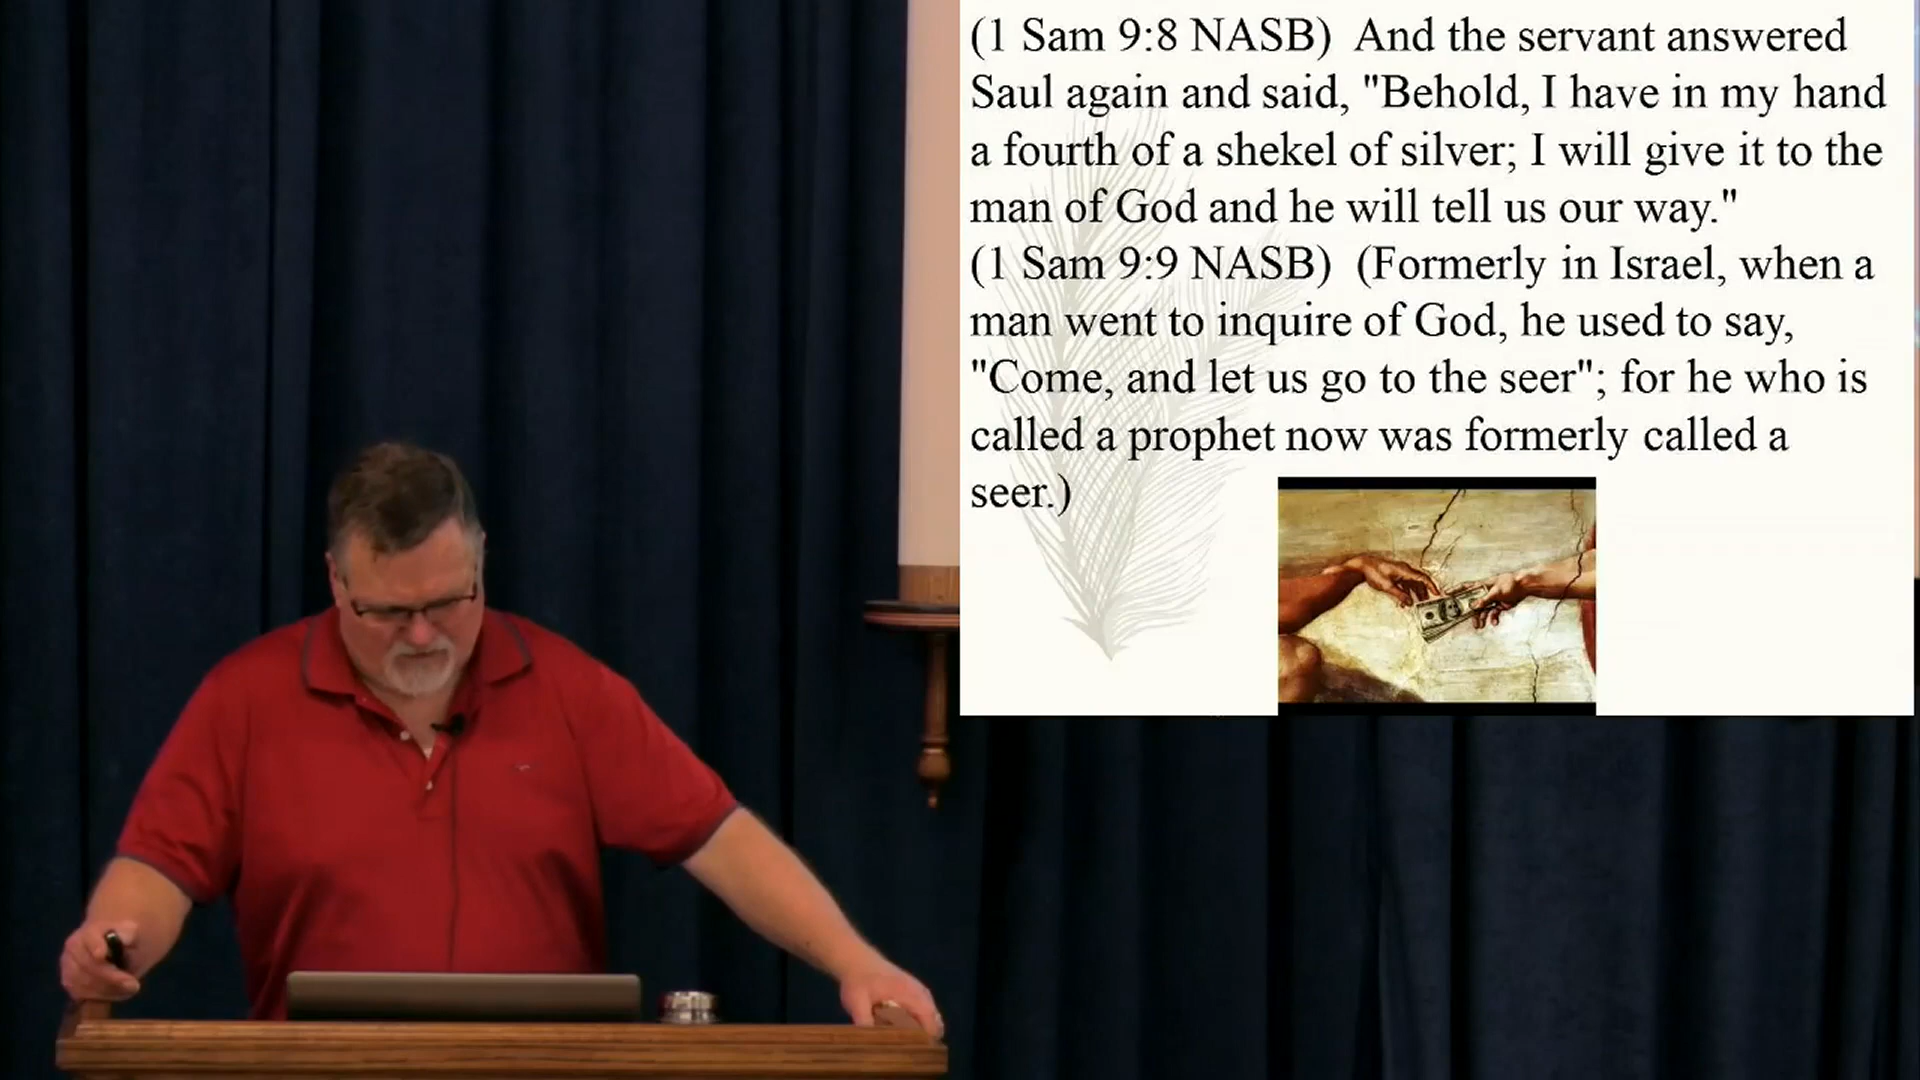 (1 Sam 9:8 NASB)  And the servant answered
Saul again and said, "Behold, I have in my hand
a fourth of a shekel of silver; I will give it to the
man of God and he will tell us our way."
(1 Sam 9:9 NASB)  (Formerly in Israel, when a
man went to inquire of God, he used to say,
"Come, and let us go to the seer"; for he who is
called a prophet now was formerly called a
seer.)